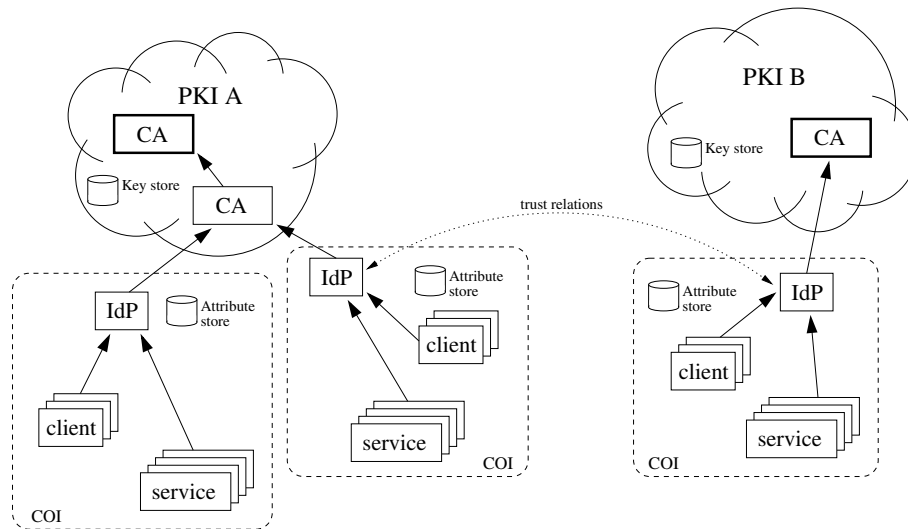 PKI A
CA
Key store
CA
PKI B
CA
Key store
trust relations
IdP
Attribute
store
client
service
COI
IdP
Attribute
store
client
service
COI
IdP
Attribute
store
client
service
COI